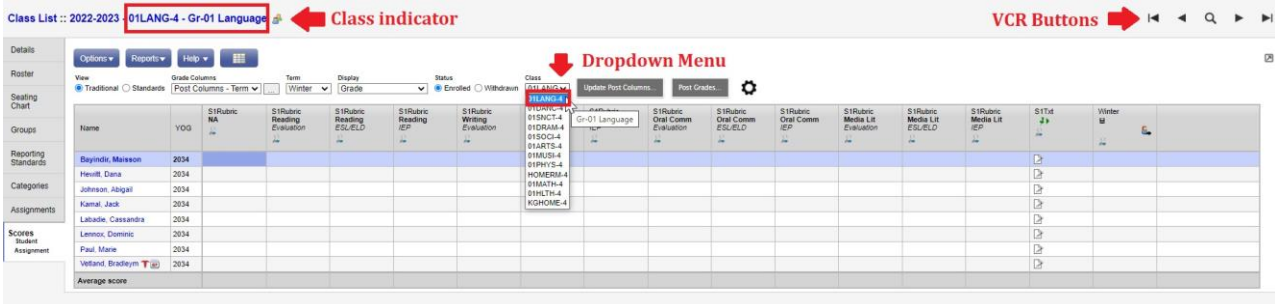 Class List :: 2022-2023 - 01LANG-4 - Gr-01 Language
Class indicator
VCR Buttons
Details
Roster
Seating
Chart
Groups
Reporting
Standards
Categories
Assignments
Scores
Student
Assignment
Options Reports Help
Dropdown Menu
View Grade Columns Term Display Status Class
Traditional Standards Post Columns - Term ... Winter Grade Enrolled Withdrawn 01LANG Update Post Columns... Post Grades...
01LANG-4
01DANC-4
01SNCT-4
01DRAM-4
01SOCI-4
01ARTS-4
01MUSI-4
01PHYS-4
HOMERM-4
01MATH-4
01HLTH-4
KGHOME-4
Gr-01 Language
Name YOG
S1Rubric
NA
S1Rubric
Reading
Evaluation
S1Rubric
Reading
ESL/ELD
S1Rubric
Reading
IEP
S1Rubric
Writing
Evaluation
IEP
S1Rubric
Oral Comm
Evaluation
S1Rubric
Oral Comm
ESL/ELD
S1Rubric
Oral Comm
IEP
S1Rubric
Media Lit
Evaluation
S1Rubric
Media Lit
ESL/ELD
S1Rubric
Media Lit
IEP
S1Txt
Winter
Bayindir, Maisson 2034
Hewitt, Dana 2034
Johnson, Abigail 2034
Kamal, Jack 2034
Labadie, Cassandra 2034
Lennox, Dominic 2034
Paul, Marie 2034
Vetland, Bradleym 2034
Average score